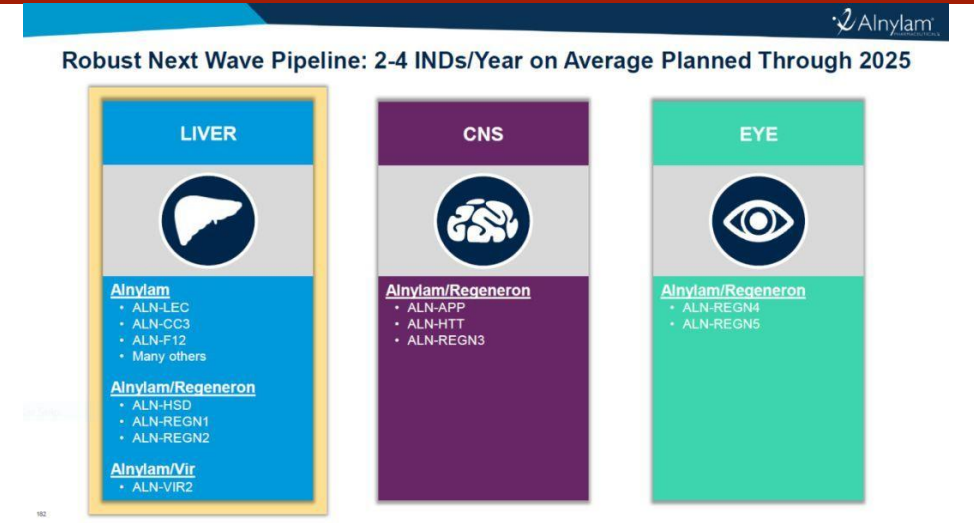 Alnylam
PHARMACEUTICALS
Robust Next Wave Pipeline: 2-4 INDs/Year on Average Planned Through 2025
LIVER
Alnylam
• ALN-LEC
• ALN-CC3
• ALN-F12
• Many others
Alnylam/Regeneron
• ALN-HSD
• ALN-REGN1
• ALN-REGN2
Alnylam/Vir
• ALN-VIR2
CNS
Alnylam/Regeneron
• ALN-APP
• ALN-HTT
• ALN-REGN3
EYE
Alnylam/Regeneron
• ALN-REGN4
• ALN-REGN5
182